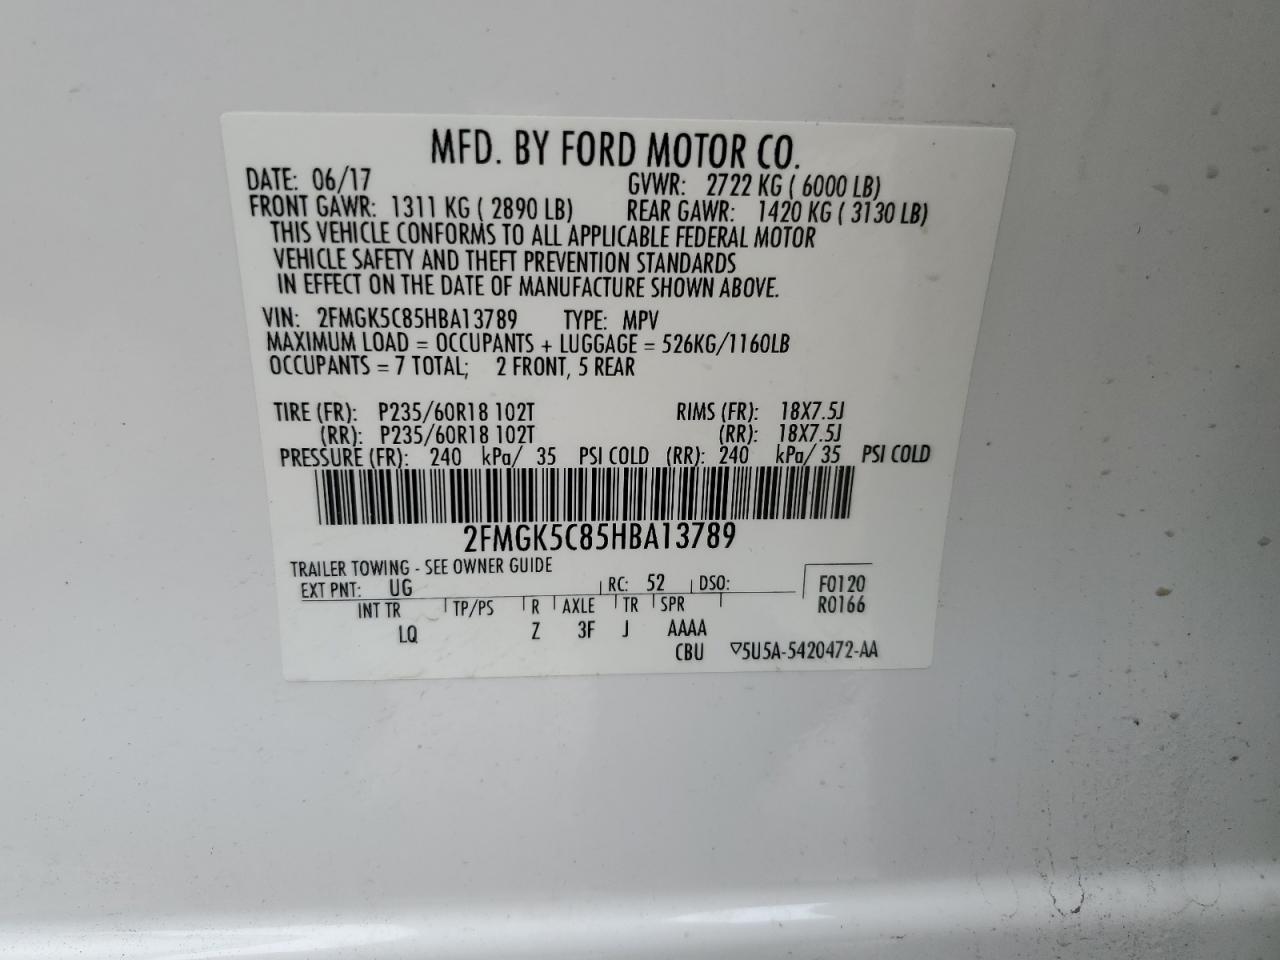 MFD. BY FORD MOTOR CO.
DATE: 06/17 GVWR: 2722 KG ( 6000 LB)
FRONT GAWR: 1311 KG ( 2890 LB) REAR GAWR: 1420 KG ( 3130 LB)
THIS VEHICLE CONFORMS TO ALL APPLICABLE FEDERAL MOTOR
VEHICLE SAFETY AND THEFT PREVENTION STANDARDS
IN EFFECT ON THE DATE OF MANUFACTURE SHOWN ABOVE.
VIN: 2FMGK5C85HBA13789 TYPE: MPV
MAXIMUM LOAD = OCCUPANTS + LUGGAGE = 526KG/1160LB
OCCUPANTS = 7 TOTAL; 2 FRONT, 5 REAR
TIRE (FR): P235/60R18 102T RIMS (FR): 18X7.5J
(RR): P235/60R18 102T (RR): 18X7.5J
PRESSURE (FR): 240 kPa/ 35 PSI COLD (RR): 240 kPa/ 35 PSI COLD
2FMGK5C85HBA13789
TRAILER TOWING - SEE OWNER GUIDE
EXT PNT: UG RC: 52 DSO: F0120
INT TR TP/PS R AXLE TR SPR R0166
LQ Z 3F J AAAA
CBU ▽5U5A-5420472-AA